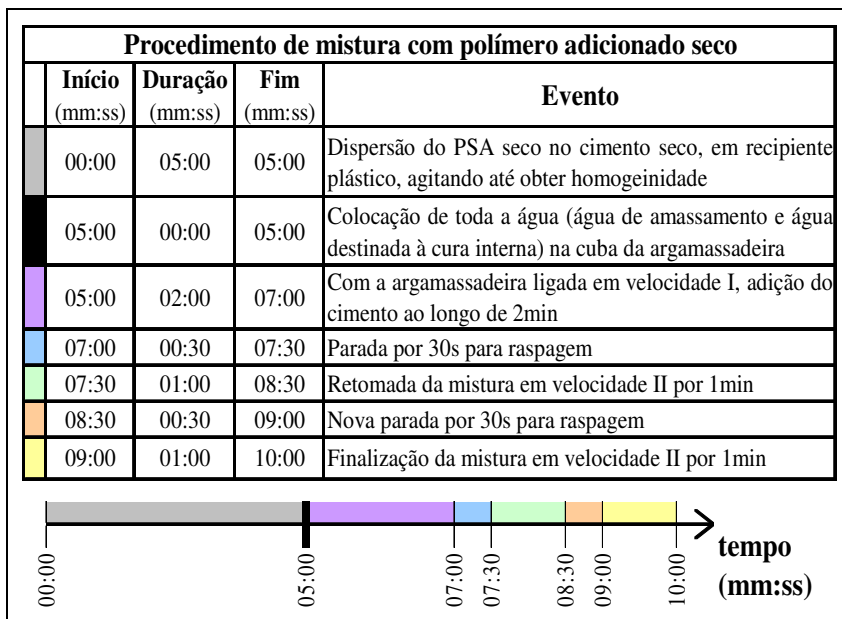 Procedimento de mistura com polímero adicionado seco
Início Duração Fim Evento
(mm:ss) (mm:ss) (mm:ss)
00:00 05:00 05:00 Dispersão do PSA seco no cimento seco, em recipiente
plástico, agitando até obter homogeinidade
05:00 00:00 05:00 Colocação de toda a água (água de amassamento e água
destinada à cura interna) na cuba da argamassadeira
05:00 02:00 07:00 Com a argamassadeira ligada em velocidade I, adição do
cimento ao longo de 2min
07:00 00:30 07:30 Parada por 30s para raspagem
07:30 01:00 08:30 Retomada da mistura em velocidade II por 1min
08:30 00:30 09:00 Nova parada por 30s para raspagem
09:00 01:00 10:00 Finalização da mistura em velocidade II por 1min
00:00 05:00 07:00 07:30 08:30 09:00 10:00
tempo
(mm:ss)